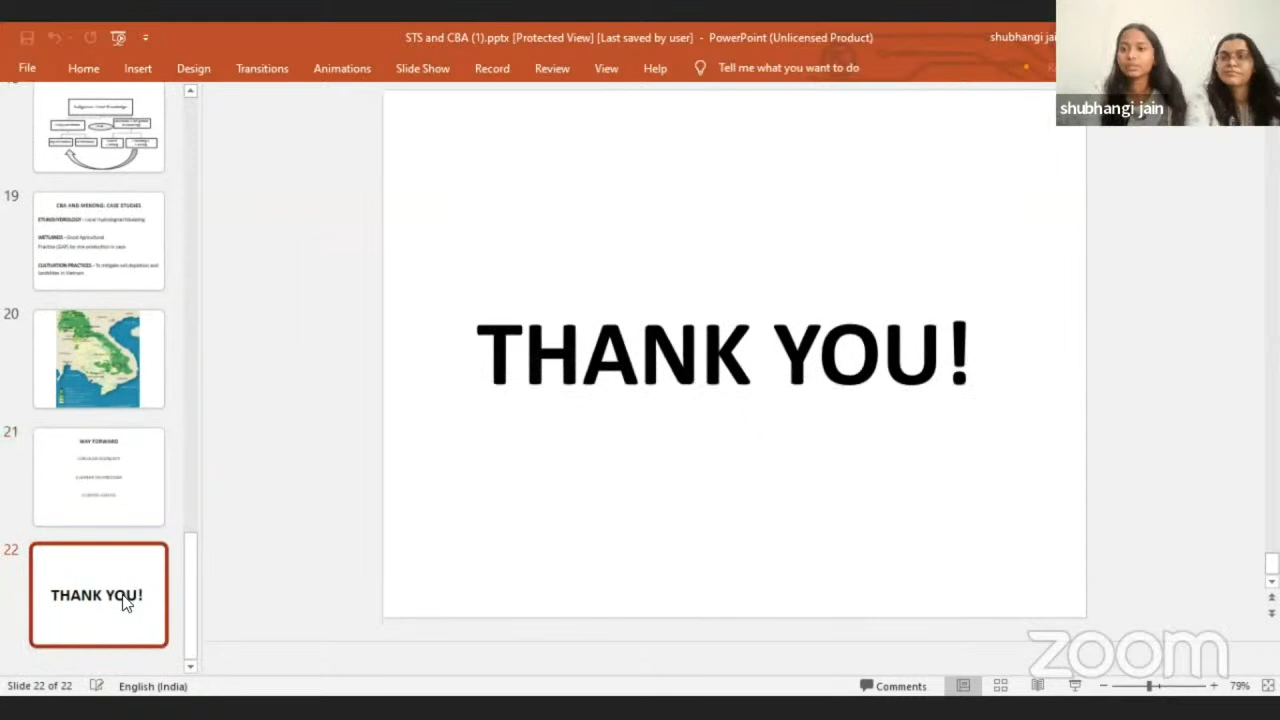 STS and CBA (1).pptx [Protected View] [Last saved by user] - PowerPoint (Unlicensed Product)
shubhangi jai
File Home Insert Design Transitions Animations Slide Show Record Review View Help Tell me what you want to do
shubhangi jain
19
CBA AND MEKONG: CASE STUDIES
20
21
WAY FORWARD
22
THANK YOU!
THANK YOU!
zoom
Slide 22 of 22 English (India) Comments 79%